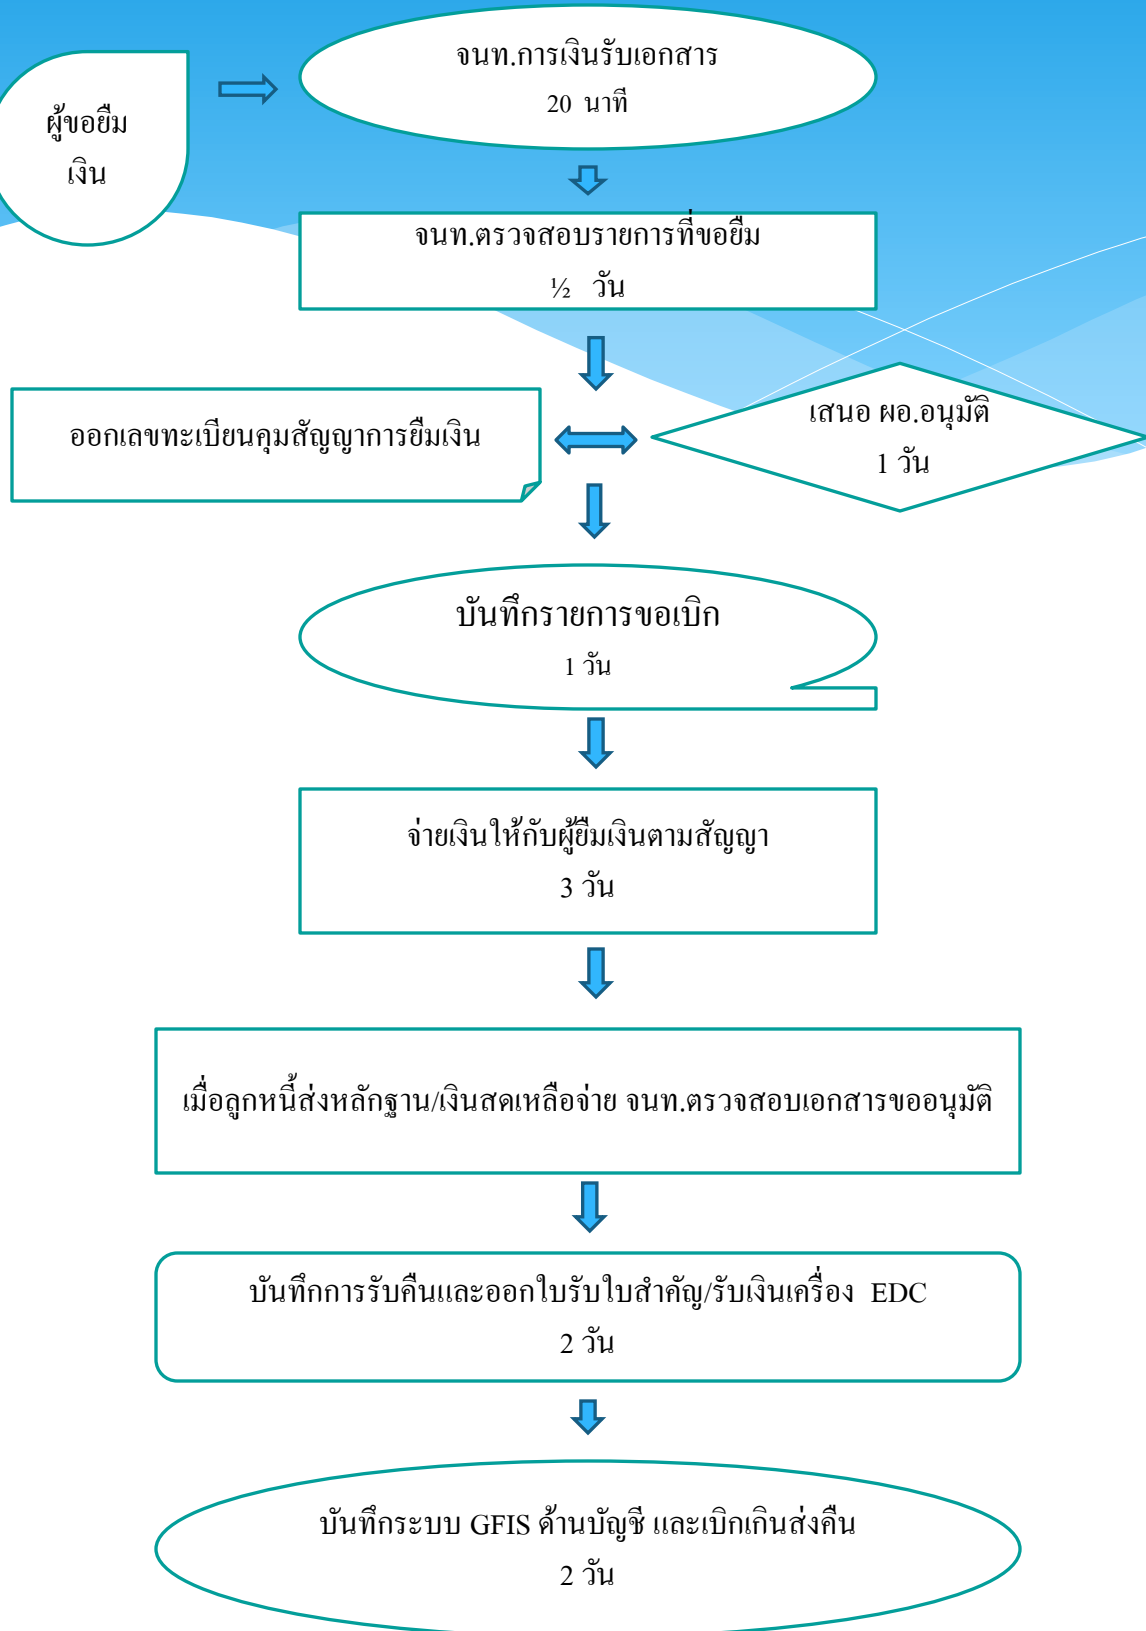 ผู้ขอยืม
เงิน
จนท.การเงินรับเอกสาร
20 นาที
จนท.ตรวจสอบรายการที่ขอยืม
½ วัน
ออกเลขทะเบียนคุมสัญญาการยืมเงิน
เสนอ ผอ.อนุมัติ
1 วัน
บันทึกรายการขอเบิก
1 วัน
จ่ายเงินให้กับผู้ยืมเงินตามสัญญา
3 วัน
เมื่อลูกหนี้ส่งหลักฐาน/เงินสดเหลือจ่าย จนท.ตรวจสอบเอกสารขออนุมัติ
บันทึกการรับคืนและออกใบรับใบสำคัญ/รับเงินเครื่อง EDC
2 วัน
บันทึกระบบ GFIS ด้านบัญชี และเบิกเกินส่งคืน
2 วัน